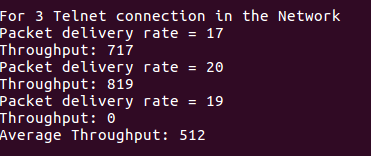 For 3 Telnet connection in the Network
Packet delivery rate = 17
Throughput: 717
Packet delivery rate = 20
Throughput: 819
Packet delivery rate = 19
Throughput: 0
Average Throughput: 512